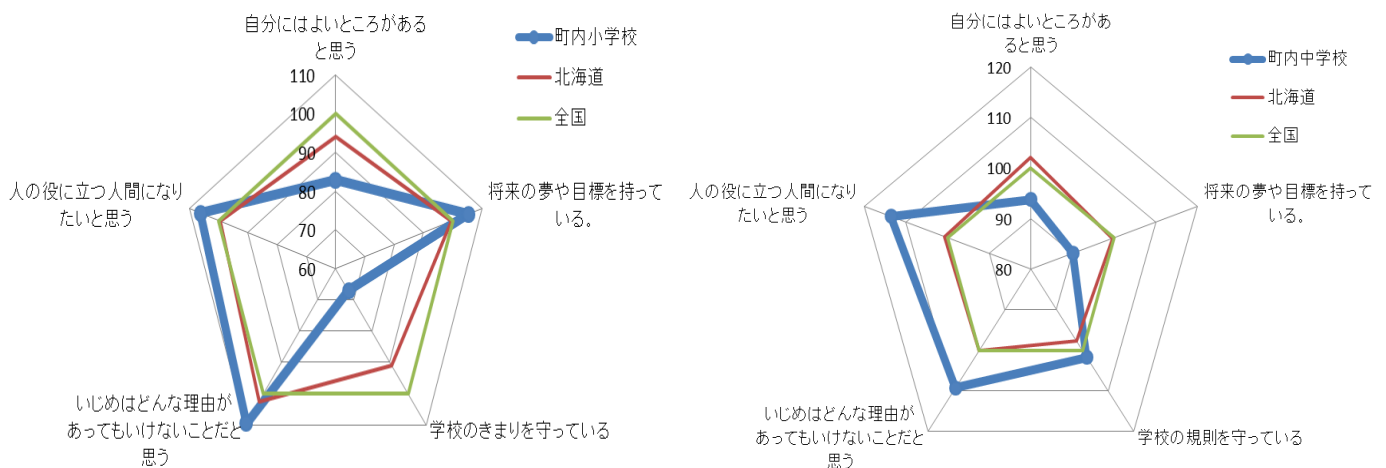 自分にはよいところがある
と思う
町内小学校
北海道
全国
110
100
90
80
70
60
将来の夢や目標を持って
いる。
学校のきまりを守っている
いじめはどんな理由が
あってもいけないことだと
思う
人の役に立つ人間になり
たいと思う
自分にはよいところがあ
ると思う
町内中学校
北海道
全国
120
110
100
90
80
将来の夢や目標を持って
いる。
学校の規則を守っている
いじめはどんな理由が
あってもいけないことだと
思う
人の役に立つ人間になり
たいと思う